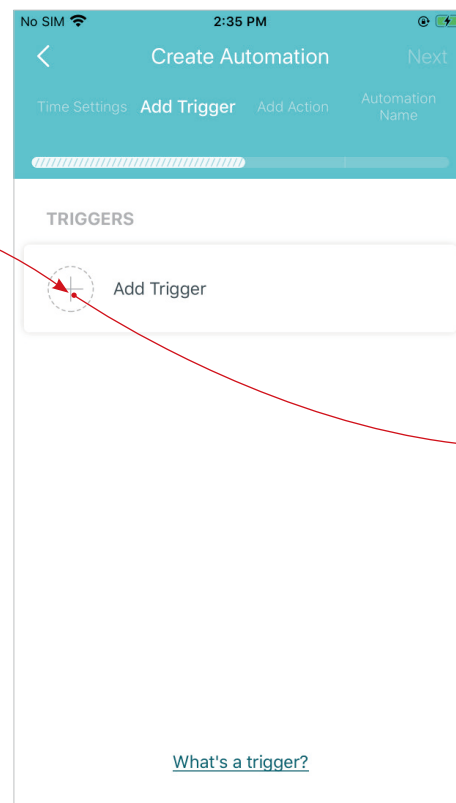 No SIM 2:35 PM
Create Automation Next
Time Settings Add Trigger Add Action Automation Name
TRIGGERS
Add Trigger
What's a trigger?